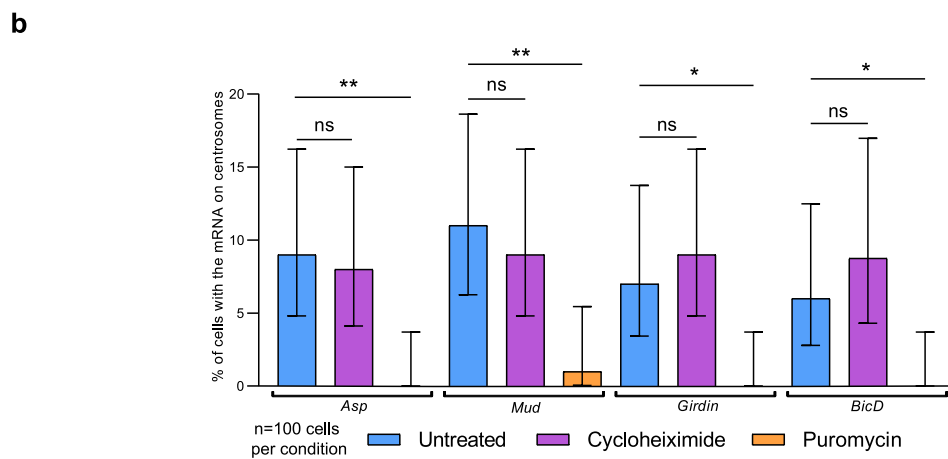 b
% of cells with the mRNA on centrosomes
20
15
10
5
0
**
ns
**
ns
*
ns
*
ns
Asp
Mud
Girdin
BicD
n=100 cells
per condition
Untreated
Cycloheiximide
Puromycin